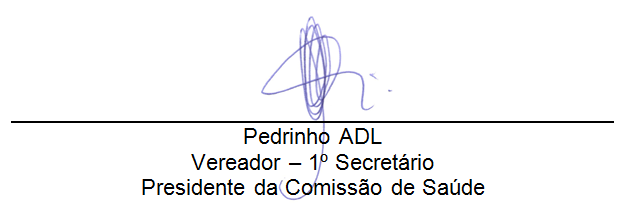 Pedrinho ADL
Vereador – 1º Secretário
Presidente da Comissão de Saúde